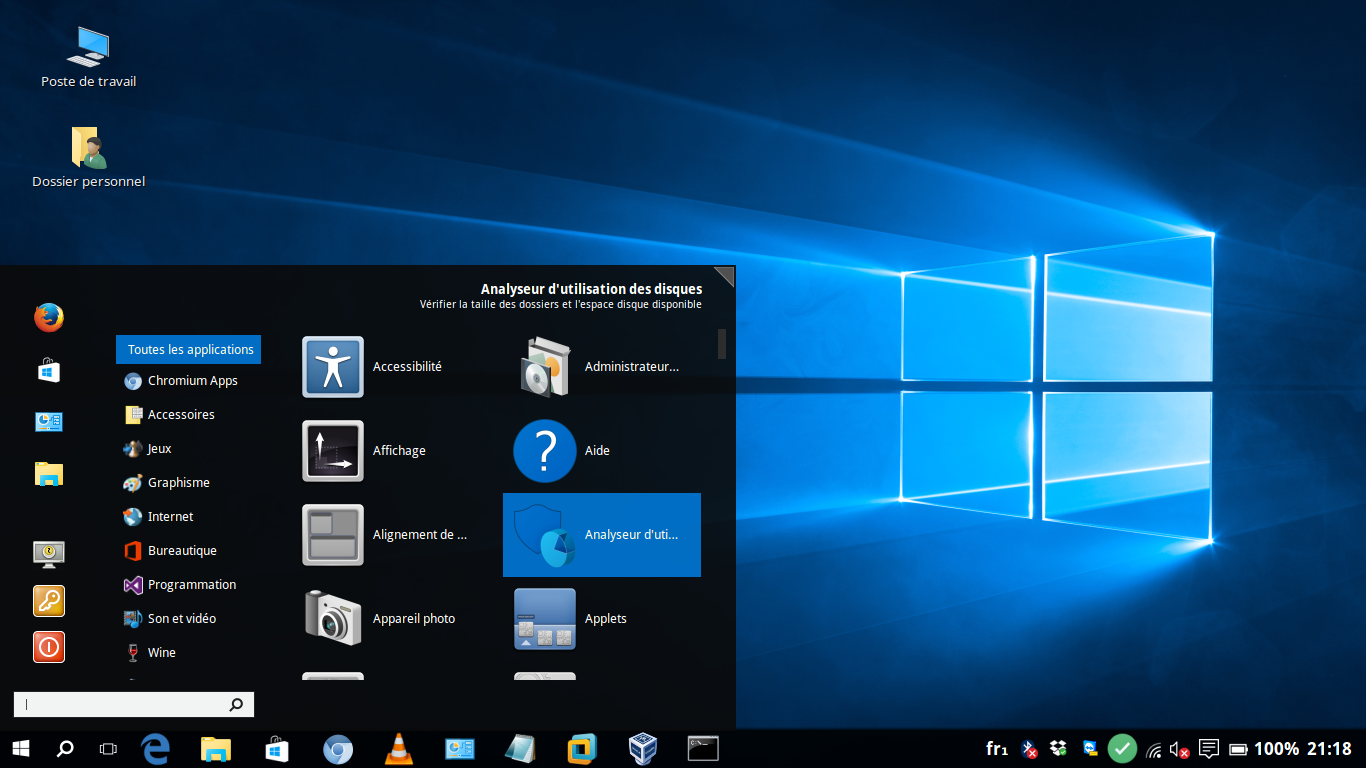 Poste de travail
Dossier personnel
Analyseur d'utilisation des disques
Vérifier la taille des dossiers et l'espace disque disponible
Toutes les applications
Chromium Apps
Accessoires
Jeux
Graphisme
Internet
Bureautique
Programmation
Son et vidéo
Wine
Accessibilité
Administrateur...
Affichage
Aide
Alignement de ...
Analyseur d'uti...
Appareil photo
Applets
fr₁
100%
21:18